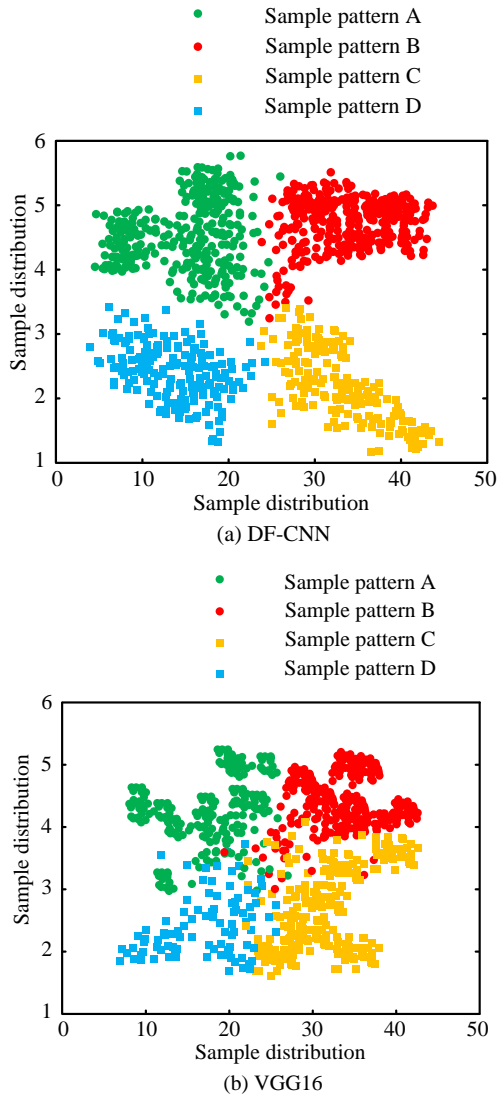 Sample pattern A
Sample pattern B
Sample pattern C
Sample pattern D
6
5
4
3
2
1
Sample distribution
0 10 20 30 40 50
Sample distribution
(a) DF-CNN
Sample pattern A
Sample pattern B
Sample pattern C
Sample pattern D
6
5
4
3
2
1
Sample distribution
0 10 20 30 40 50
Sample distribution
(b) VGG16